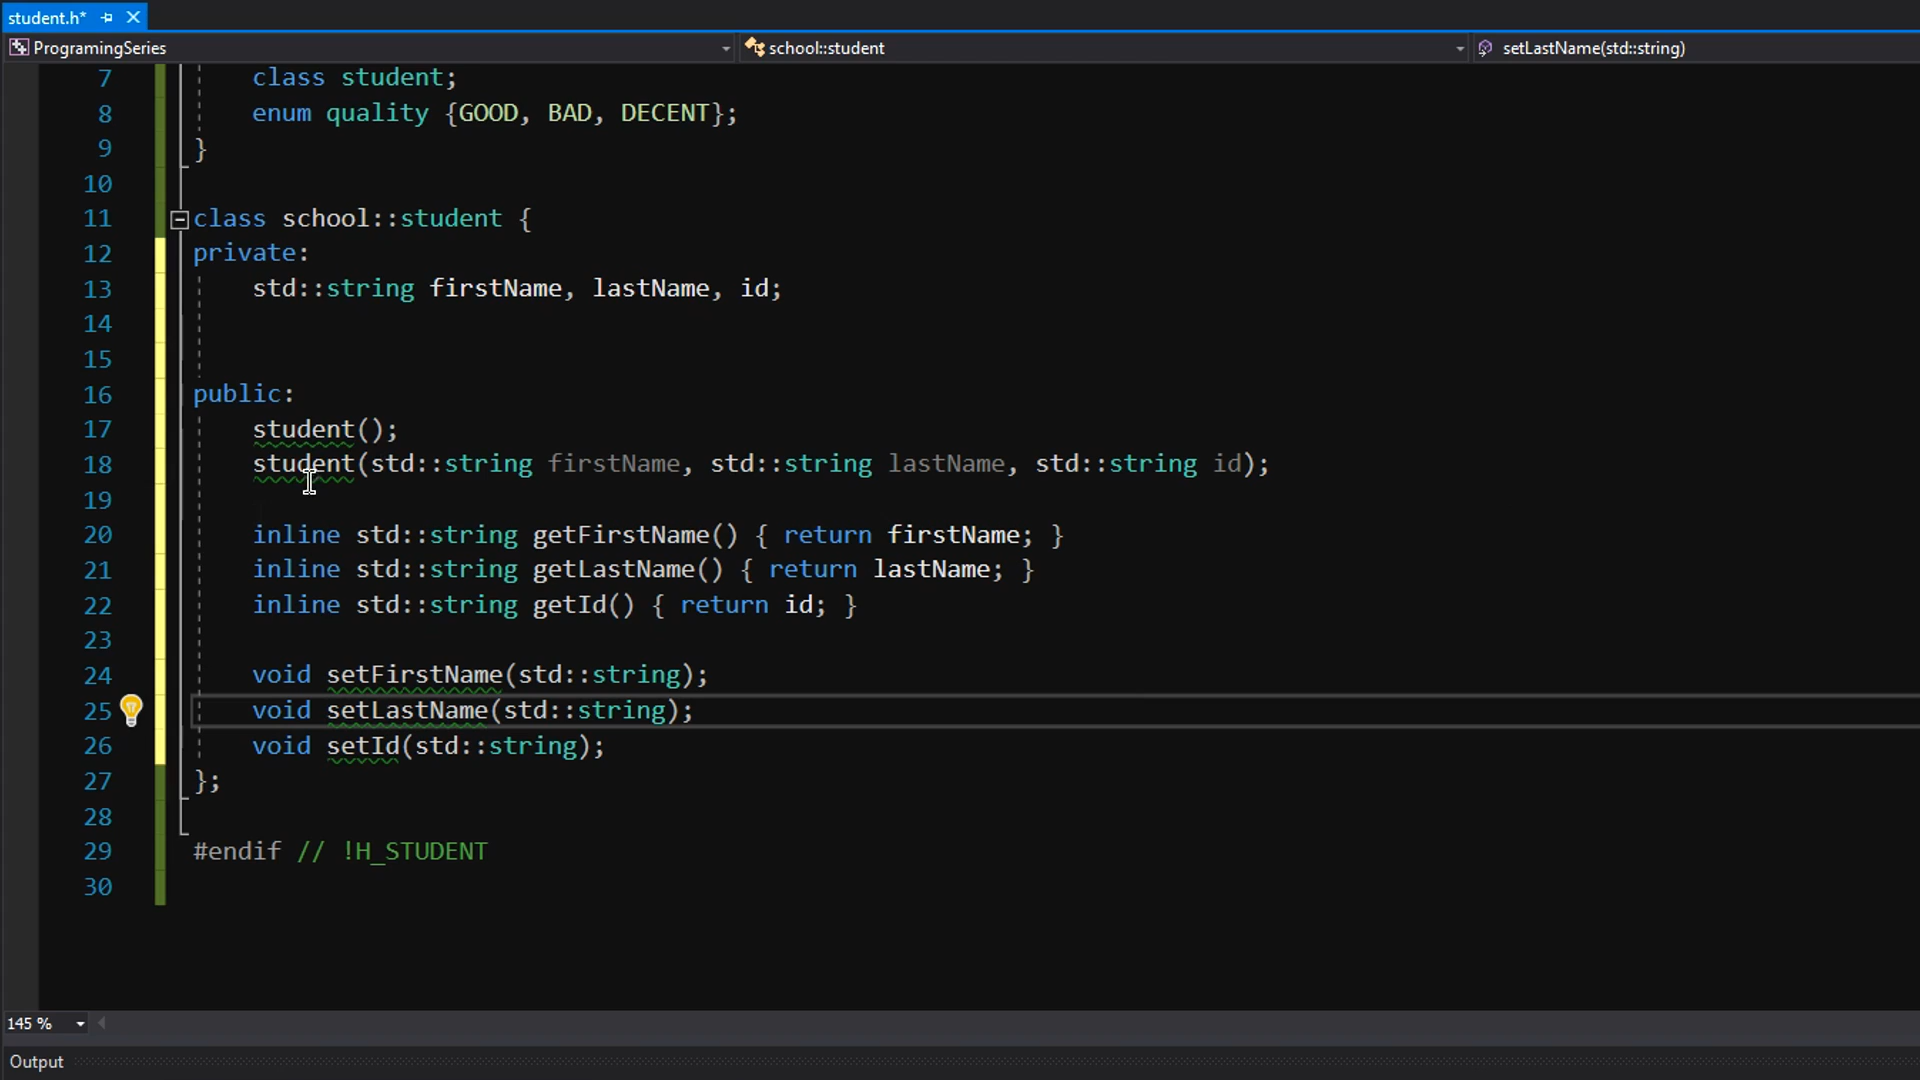 student.h*
ProgramingSeries school::student setLastName(std::string)
7 class student;
8 enum quality {GOOD, BAD, DECENT};
9 }
10
11 class school::student {
12 private:
13 std::string firstName, lastName, id;
14
15
16 public:
17 student();
18 student(std::string firstName, std::string lastName, std::string id);
19
20 inline std::string getFirstName() { return firstName; }
21 inline std::string getLastName() { return lastName; }
22 inline std::string getId() { return id; }
23
24 void setFirstName(std::string);
25 void setLastName(std::string);
26 void setId(std::string);
27 };
28
29 #endif // !H_STUDENT
30
145 %
Output